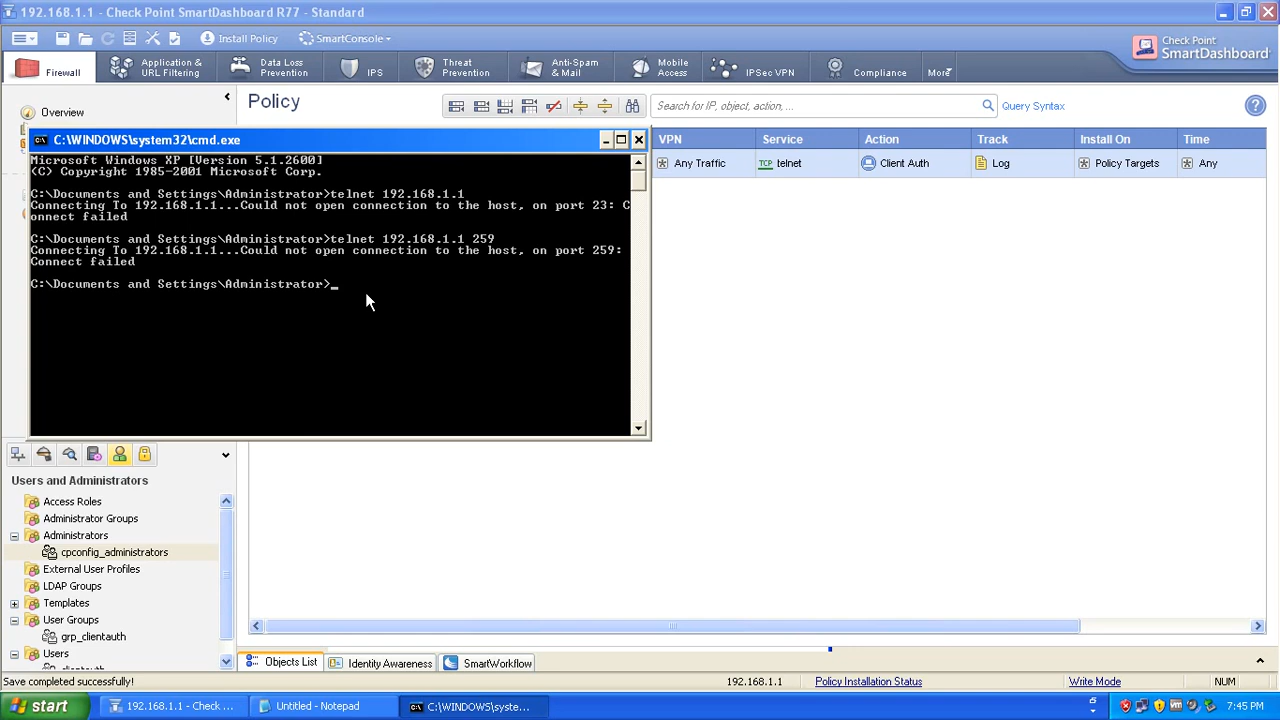 192.168.1.1 - Check Point SmartDashboard R77 - Standard
Install Policy
SmartConsole
Check Point
SmartDashboard
Firewall
Application &
URL Filtering
Data Loss
Prevention
IPS
Threat
Prevention
Anti-Spam
& Mail
Mobile
Access
IPSec VPN
Compliance
More
Overview
Policy
Search for IP, object, action, ...
Query Syntax
VPN
Service
Action
Track
Install On
Time
Any Traffic
TCP telnet
Client Auth
Log
Policy Targets
Any
C:\WINDOWS\system32\cmd.exe
Microsoft Windows XP [Version 5.1.2600]
(C) Copyright 1985-2001 Microsoft Corp.
C:\Documents and Settings\Administrator>telnet 192.168.1.1
Connecting To 192.168.1.1...Could not open connection to the host, on port 23: C
onnect failed
C:\Documents and Settings\Administrator>telnet 192.168.1.1 259
Connecting To 192.168.1.1...Could not open connection to the host, on port 259:
Connect failed
C:\Documents and Settings\Administrator>_
Users and Administrators
Access Roles
Administrator Groups
Administrators
cpconfig_administrators
External User Profiles
LDAP Groups
Templates
User Groups
grp_clientauth
Users
Objects List
Identity Awareness
SmartWorkflow
Save completed successfully!
192.168.1.1
Policy Installation Status
Write Mode
NUM
start
192.168.1.1 - Check ...
Untitled - Notepad
C:\WINDOWS\syste...
7:45 PM